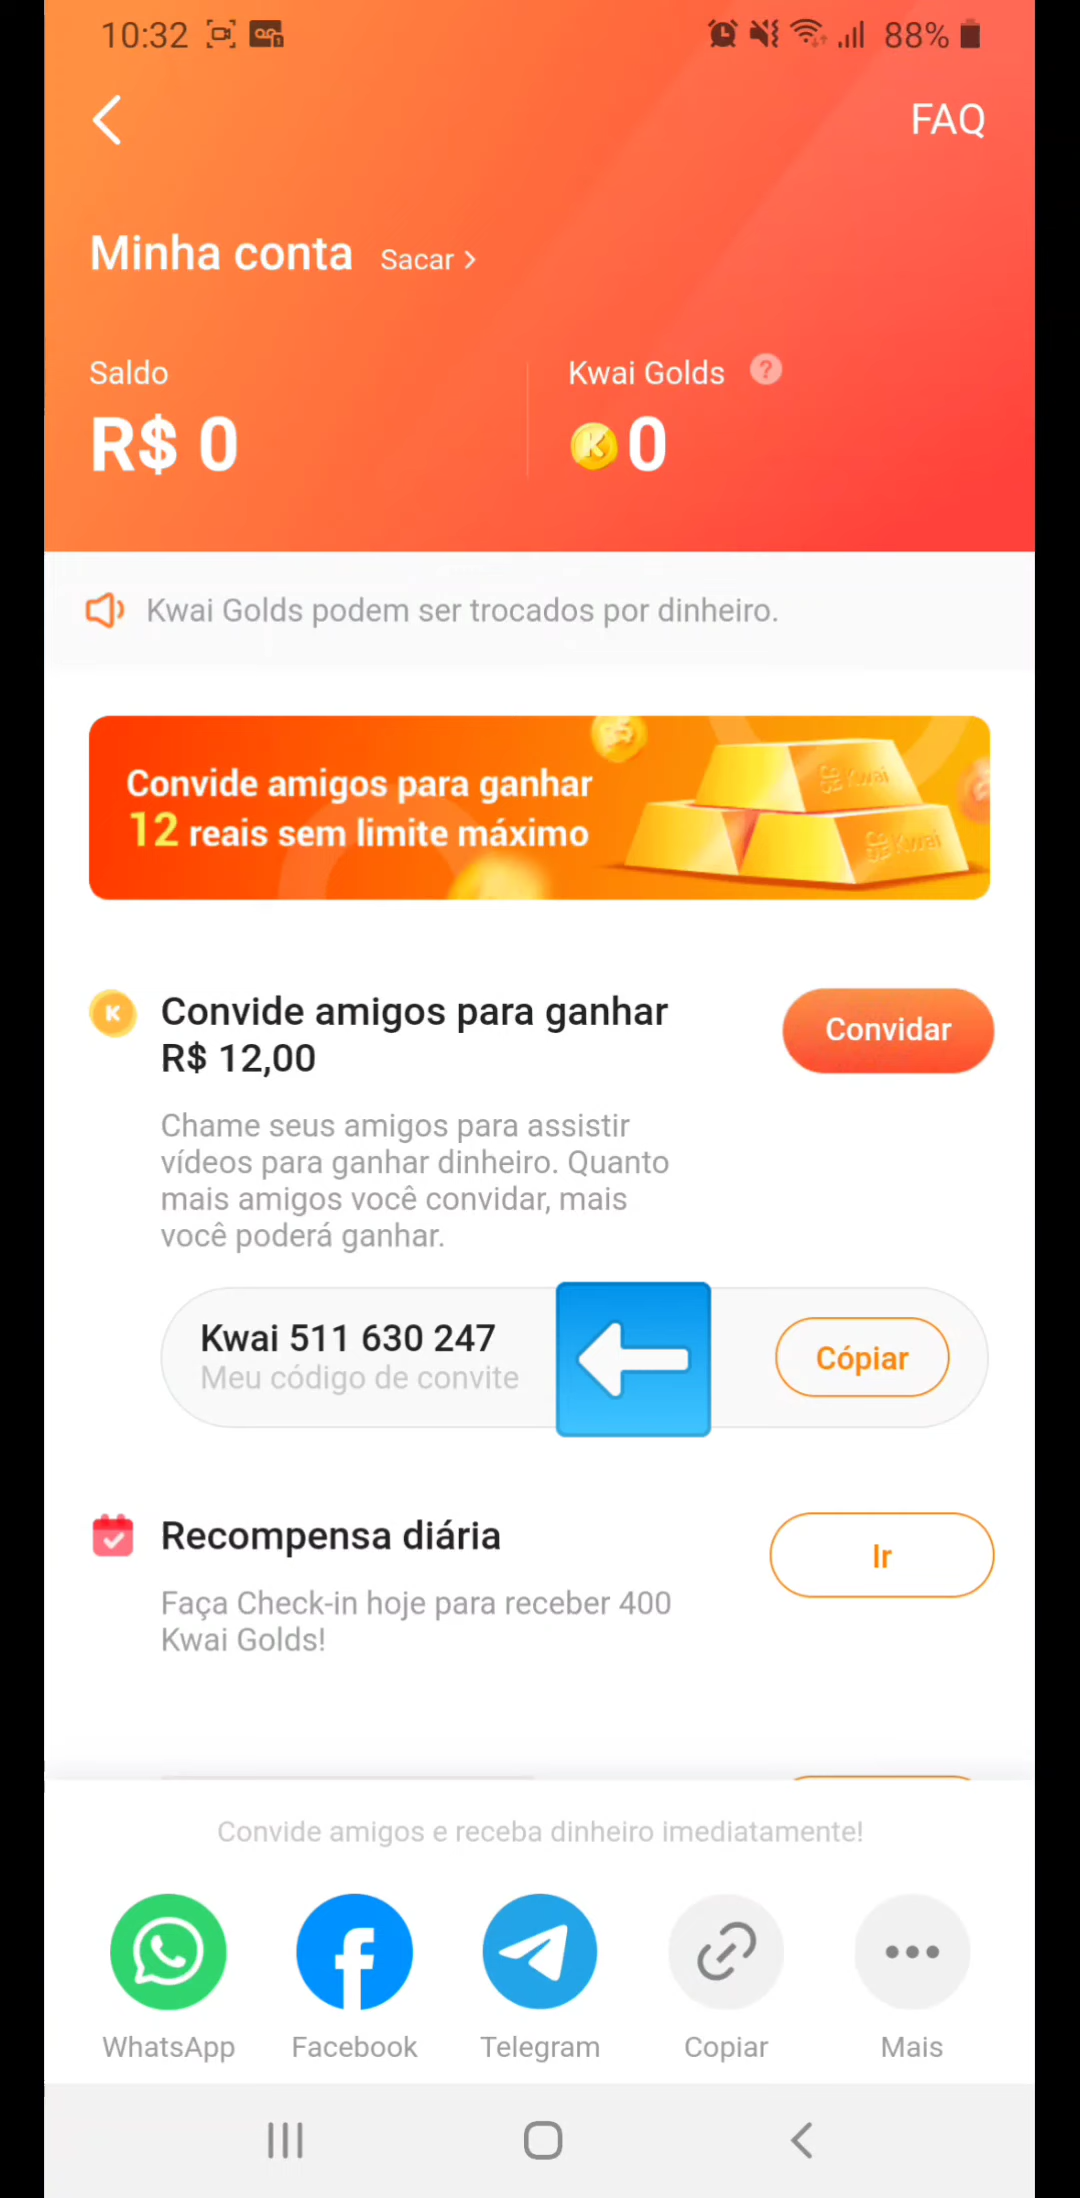 10:32
88%
FAQ
Minha conta Sacar >
Saldo
Kwai Golds ?
R$ 0
K 0
Kwai Golds podem ser trocados por dinheiro.
Convide amigos para ganhar
12 reais sem limite máximo
Kwai
Kwai
K
Convide amigos para ganhar
R$ 12,00
Convidar
Chame seus amigos para assistir
vídeos para ganhar dinheiro. Quanto
mais amigos você convidar, mais
você poderá ganhar.
Kwai 511 630 247
Meu código de convite
Cópiar
Recompensa diária
Ir
Faça Check-in hoje para receber 400
Kwai Golds!
Convide amigos e receba dinheiro imediatamente!
WhatsApp
Facebook
Telegram
Copiar
Mais